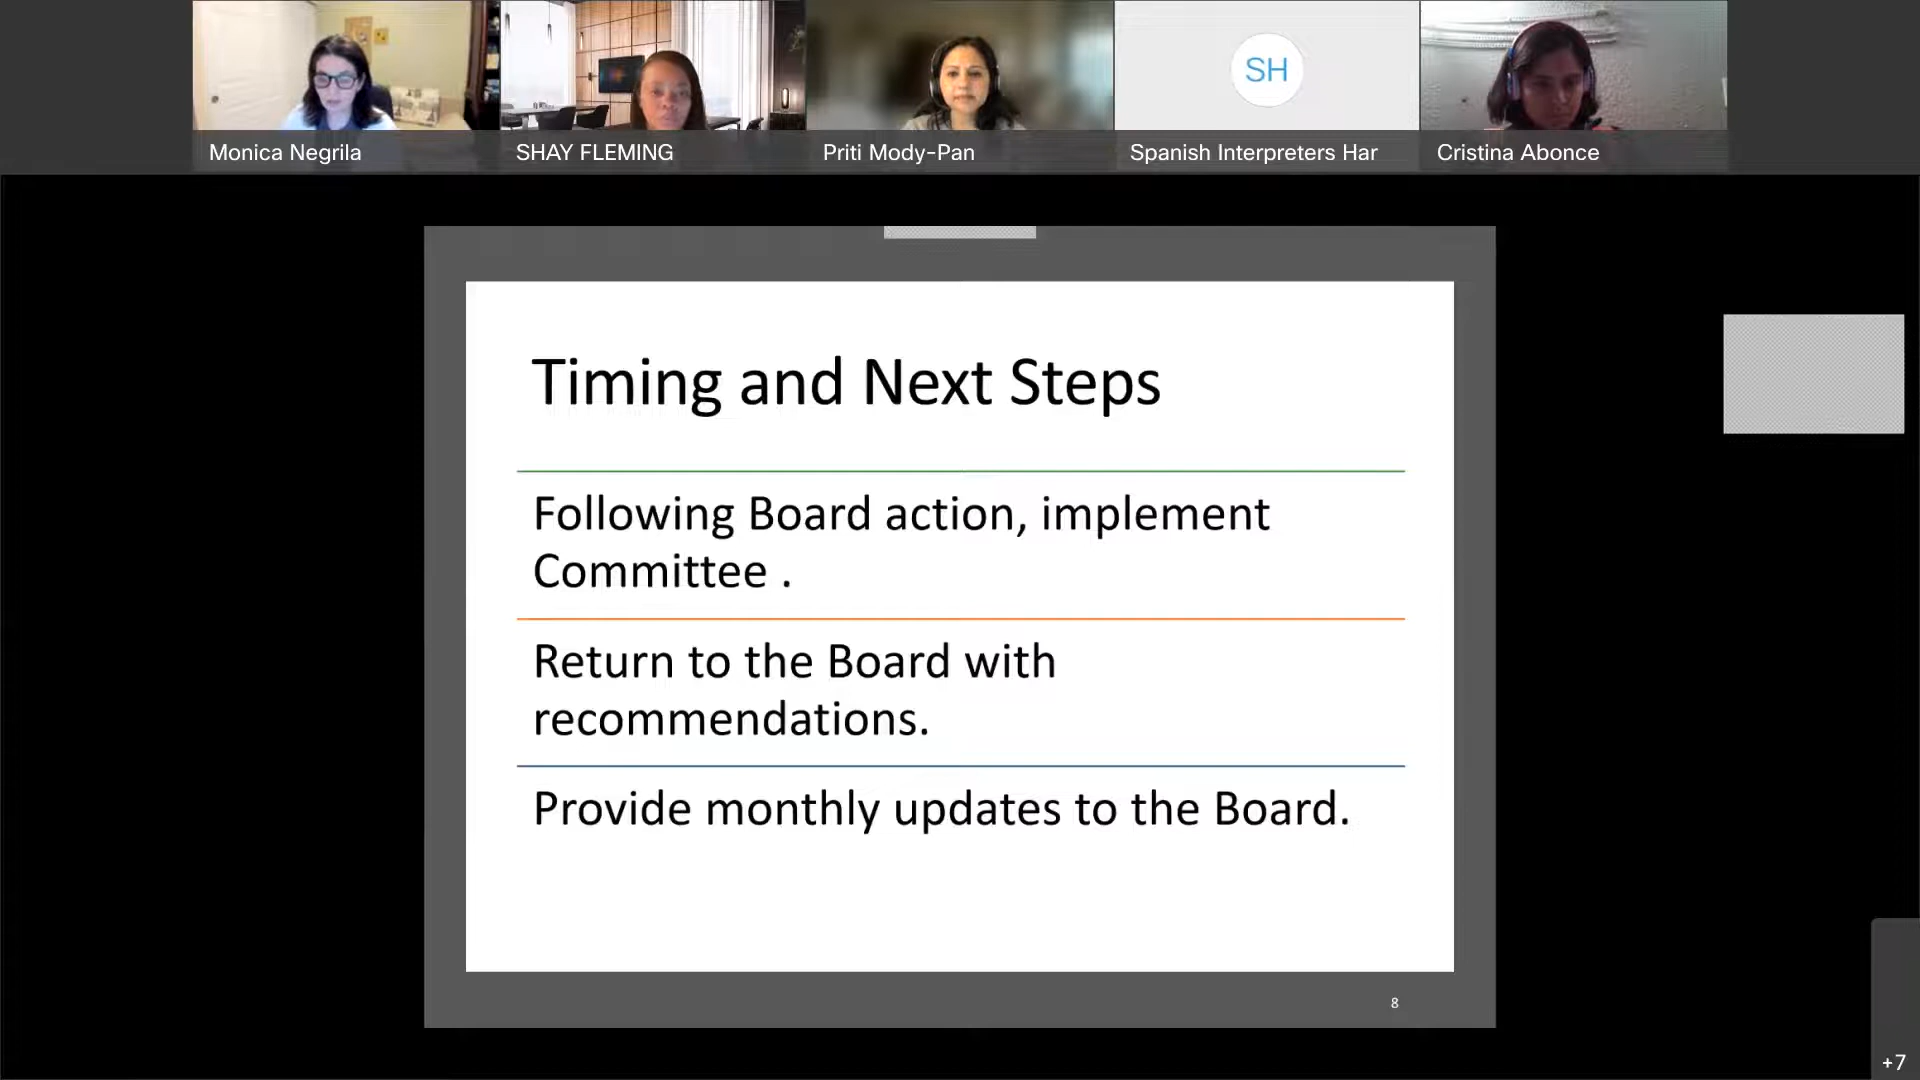 SH
Monica Negrila
SHAY FLEMING
Priti Mody-Pan
Spanish Interpreters Har
Cristina Abonce
Timing and Next Steps
Following Board action, implement
Committee .
Return to the Board with
recommendations.
Provide monthly updates to the Board.
8
+7